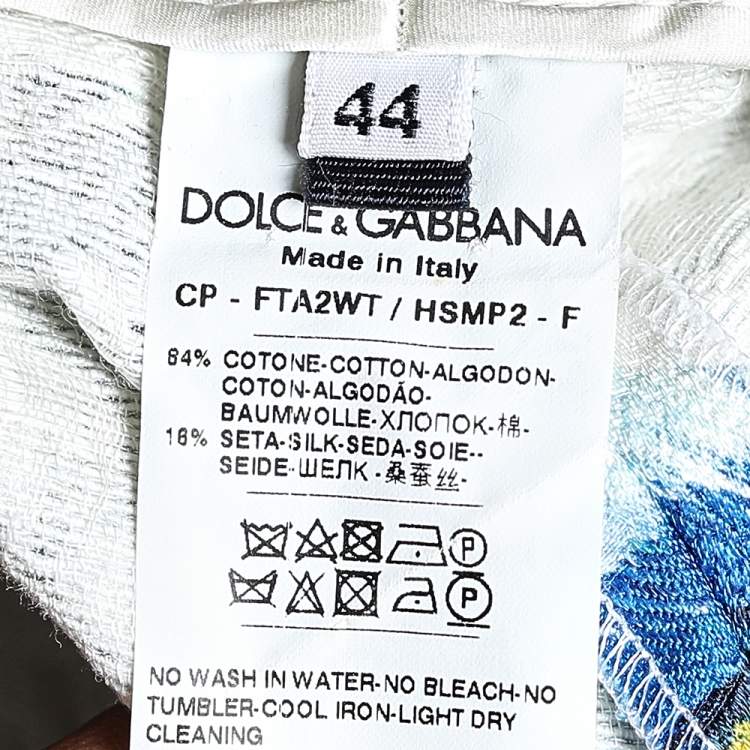 44
DOLCE & GABBANA
Made in Italy
CP - FTA2WT / HSMP2 - F
84% COTONE-COTTON-ALGODON-
COTON-ALGODÃO-
BAUMWOLLE-ХЛОПОК-棉-
16% SETA-SILK-SEDA-SOIE--
SEIDE-ШЕЛК-桑蚕丝-
P
P
NO WASH IN WATER-NO BLEACH-NO
TUMBLER-COOL IRON-LIGHT DRY
CLEANING